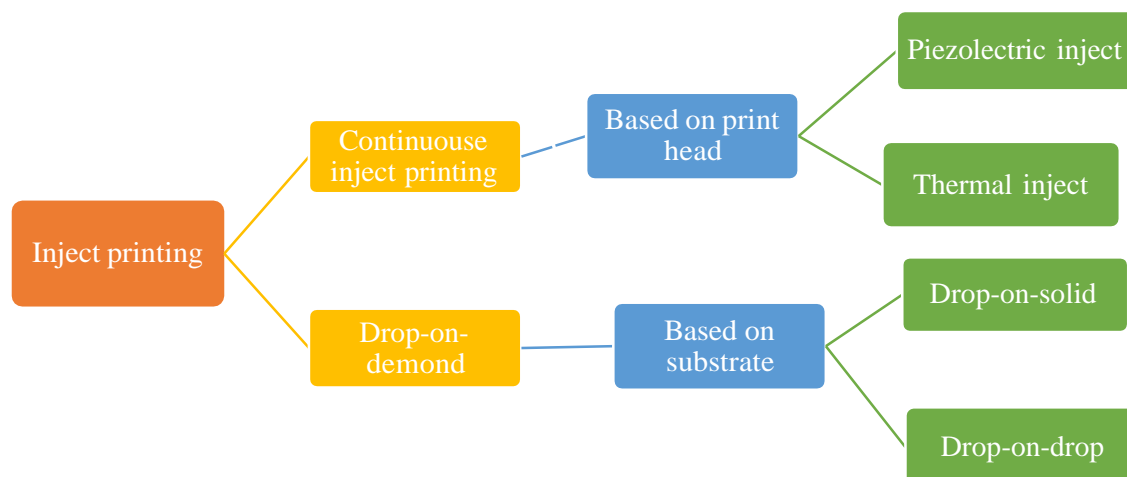 Piezolectric inject
Based on print
head
Continuouse
inject printing
Thermal inject
Inject printing
Drop-on-solid
Drop-on-
demond
Based on
substrate
Drop-on-drop